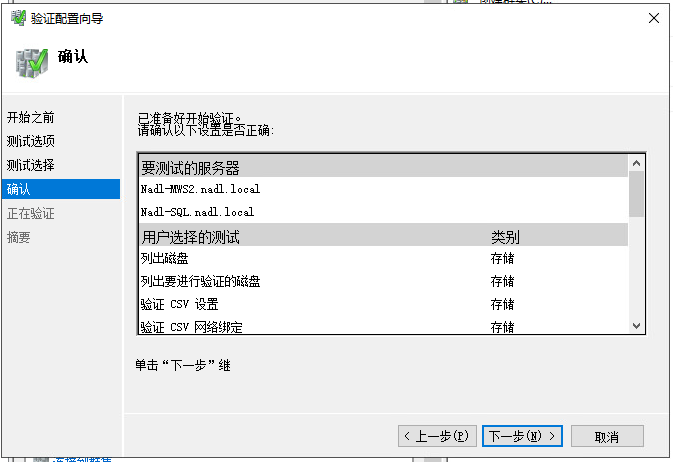 验证配置向导
确认
开始之前
测试选项
测试选择
确认
正在验证
摘要
已准备好开始验证。
请确认以下设置是否正确:
要测试的服务器
Nadl-MWS2.nadl.local
Nadl-SQL.nadl.local
用户选择的测试 类别
列出磁盘 存储
列出要进行验证的磁盘 存储
验证 CSV 设置 存储
验证 CSV 网络绑定 存储
单击“下一步”继
< 上一步(P)
下一步(N) >
取消